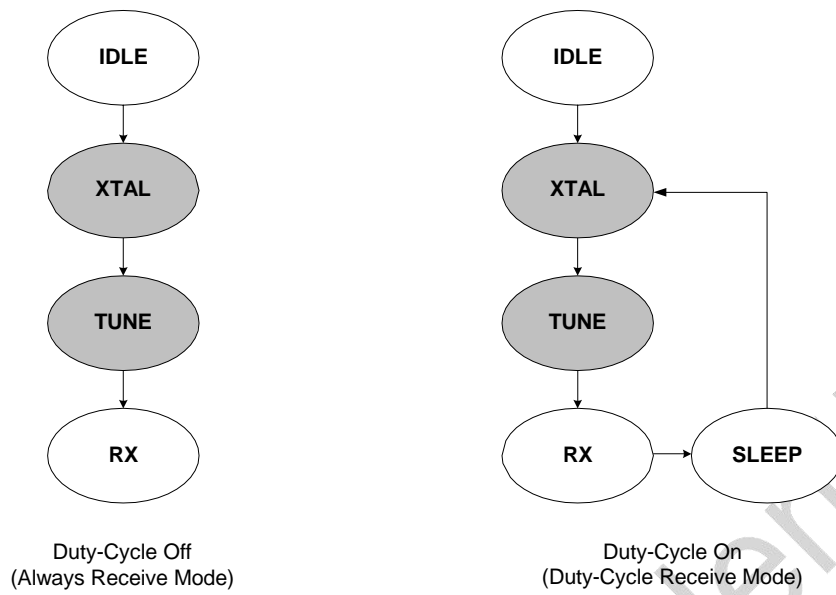 IDLE
XTAL
TUNE
RX
Duty-Cycle Off
(Always Receive Mode)
IDLE
XTAL
TUNE
RX
SLEEP
Duty-Cycle On
(Duty-Cycle Receive Mode)